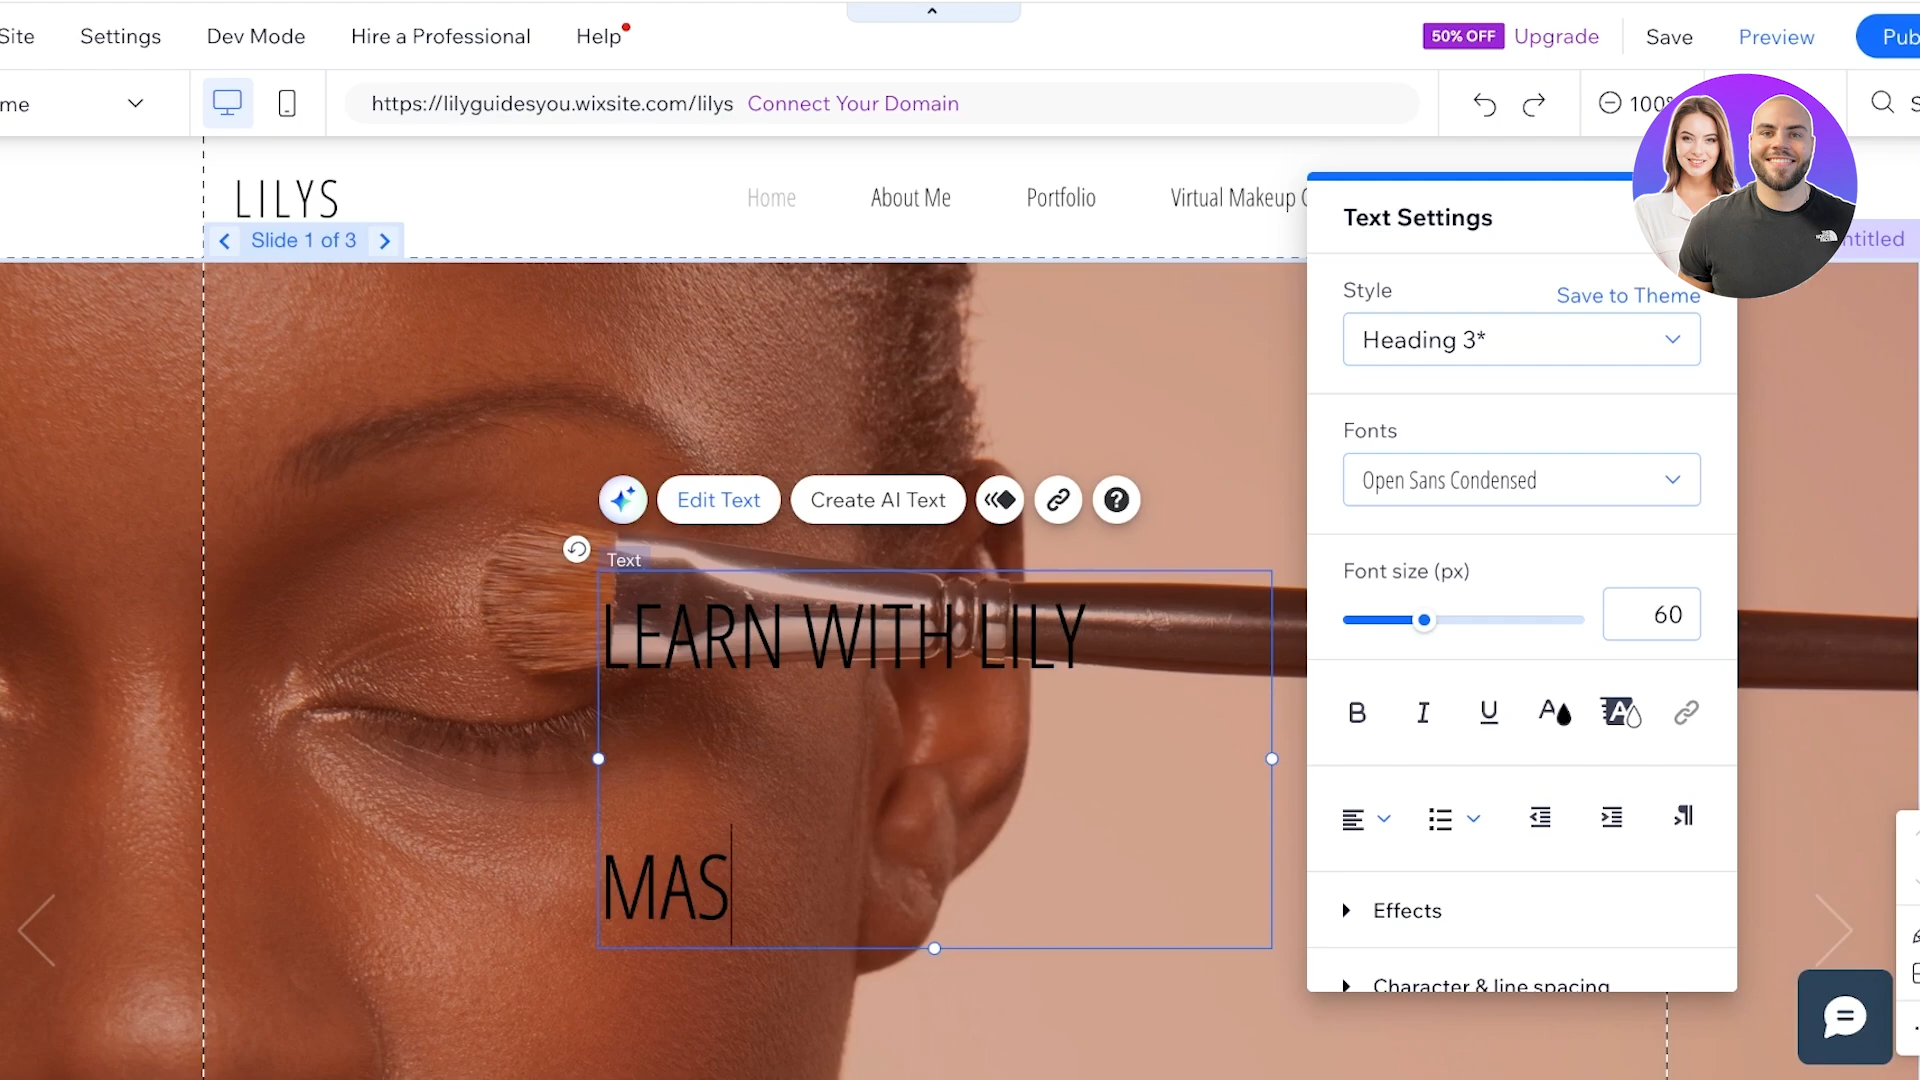 Site Settings Dev Mode Hire a Professional Help 50% OFF Upgrade Save Preview Pub
me https://lilyguidesyou.wixsite.com/lilys Connect Your Domain 100% S
LILYS Home About Me Portfolio Virtual Makeup C
Slide 1 of 3
Text Settings
ntitled
Style Save to Theme
Heading 3*
Fonts
Open Sans Condensed
Edit Text Create AI Text
Text
Font size (px)
60
LEARN WITH LILY
B I U A A
MAS
Effects
Character & line spacing